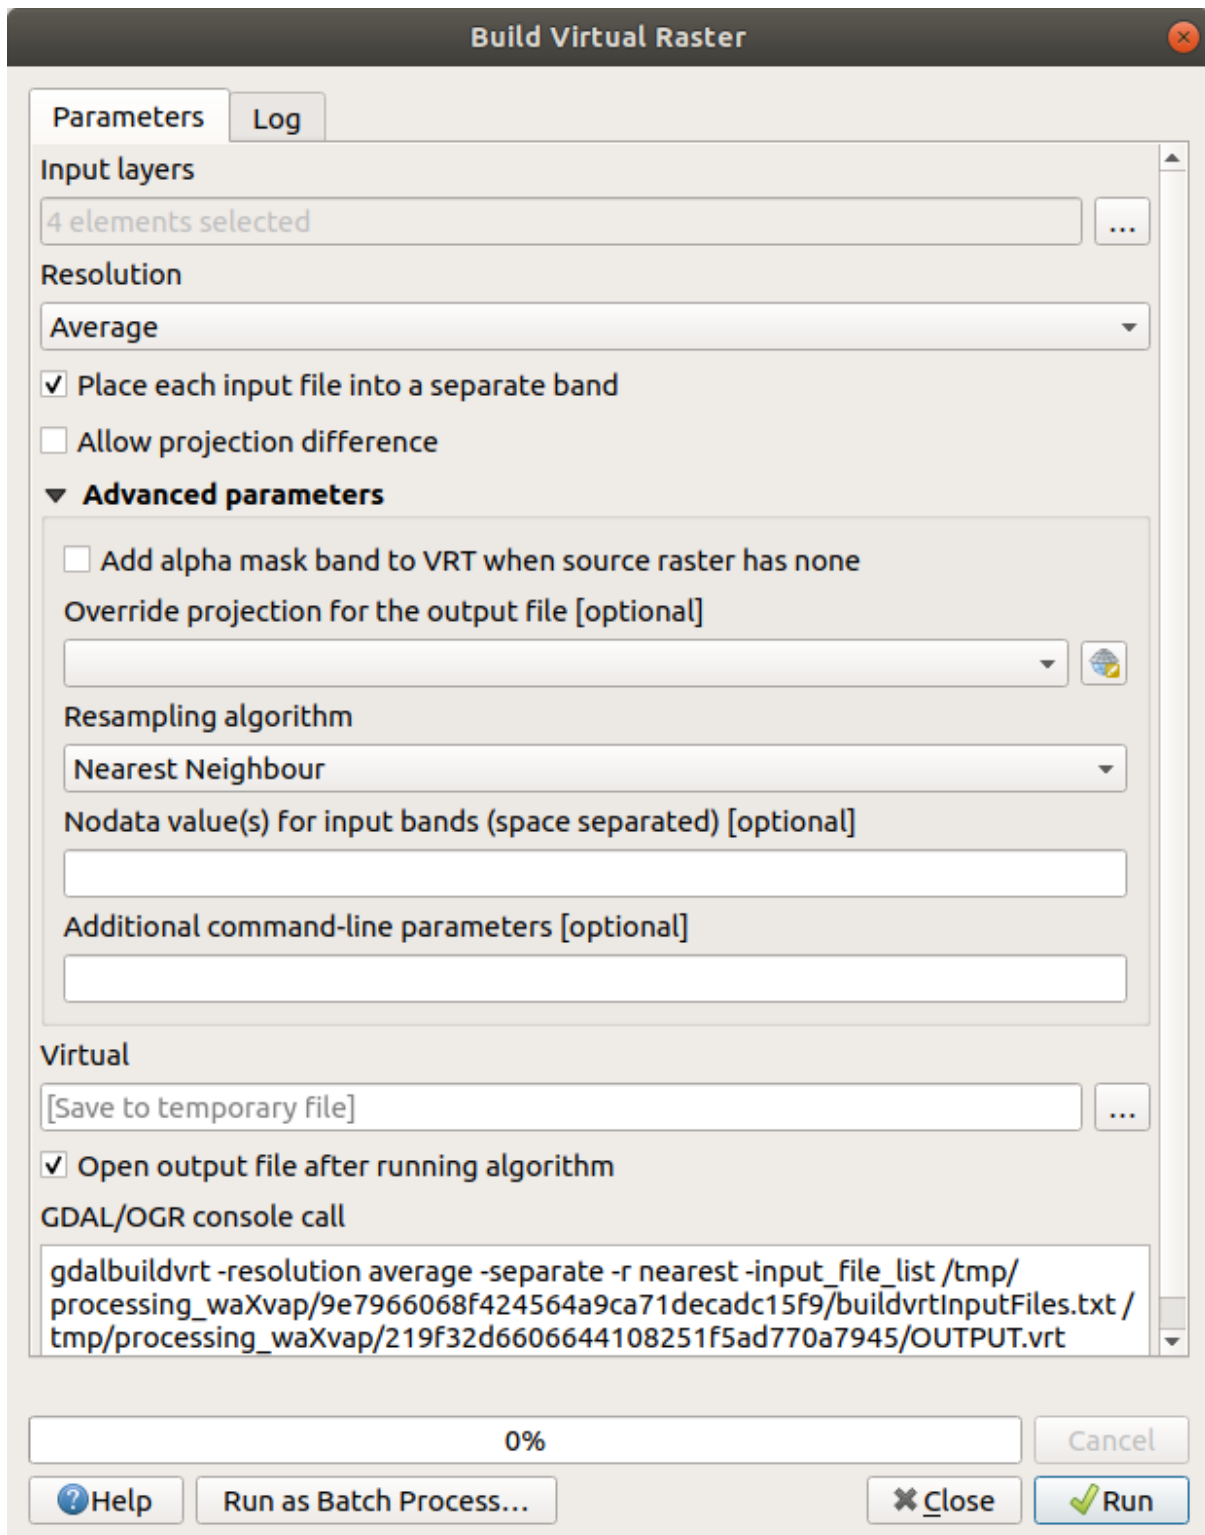 Build Virtual Raster
Parameters
Log
Input layers
4 elements selected
...
Resolution
Average
Place each input file into a separate band
Allow projection difference
Advanced parameters
Add alpha mask band to VRT when source raster has none
Override projection for the output file [optional]
Resampling algorithm
Nearest Neighbour
Nodata value(s) for input bands (space separated) [optional]
Additional command-line parameters [optional]
Virtual
[Save to temporary file]
...
Open output file after running algorithm
GDAL/OGR console call
gdalbuildvrt -resolution average -separate -r nearest -input_file_list /tmp/
processing_waXvap/9e7966068f424564a9ca71decadc15f9/buildvrtInputFiles.txt /
tmp/processing_waXvap/219f32d6606644108251f5ad770a7945/OUTPUT.vrt
0%
Cancel
Help
Run as Batch Process...
Close
Run